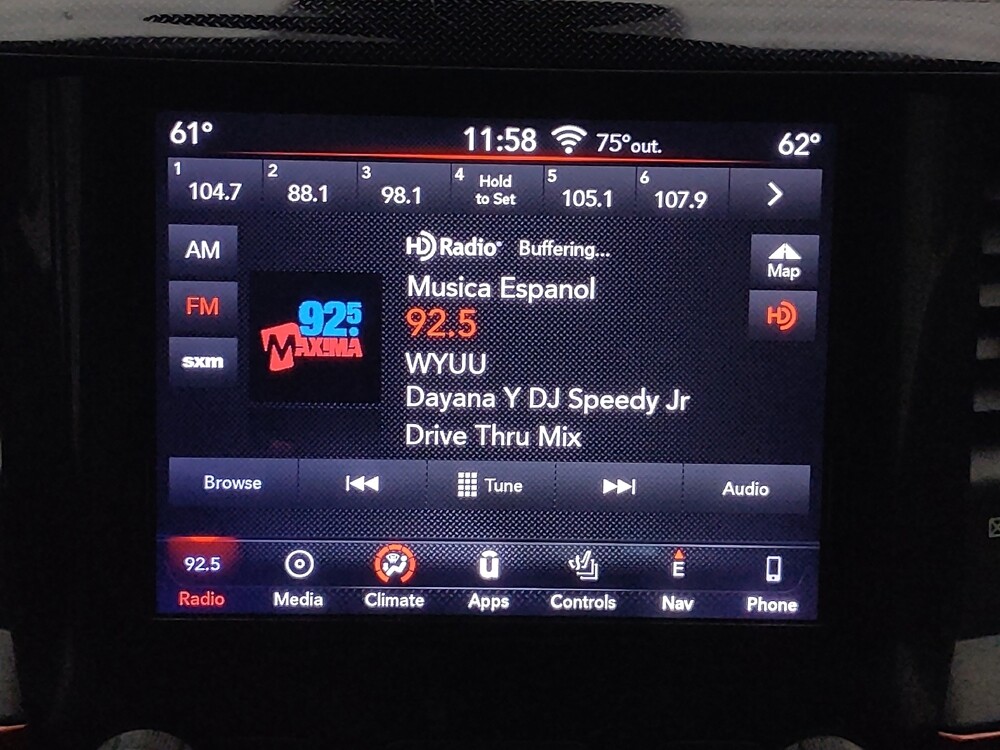 61° 11:58 75°out. 62°
1 104.7 2 88.1 3 98.1 4 Hold to Set 5 105.1 6 107.9
AM
HD Radio® Buffering...
Map
Musica Espanol
FM
92.5
HD
92.5 MAXIMA
sxm
WYUU
Dayana Y DJ Speedy Jr
Drive Thru Mix
Browse Tune Audio
92.5 E
Radio Media Climate Apps Controls Nav Phone